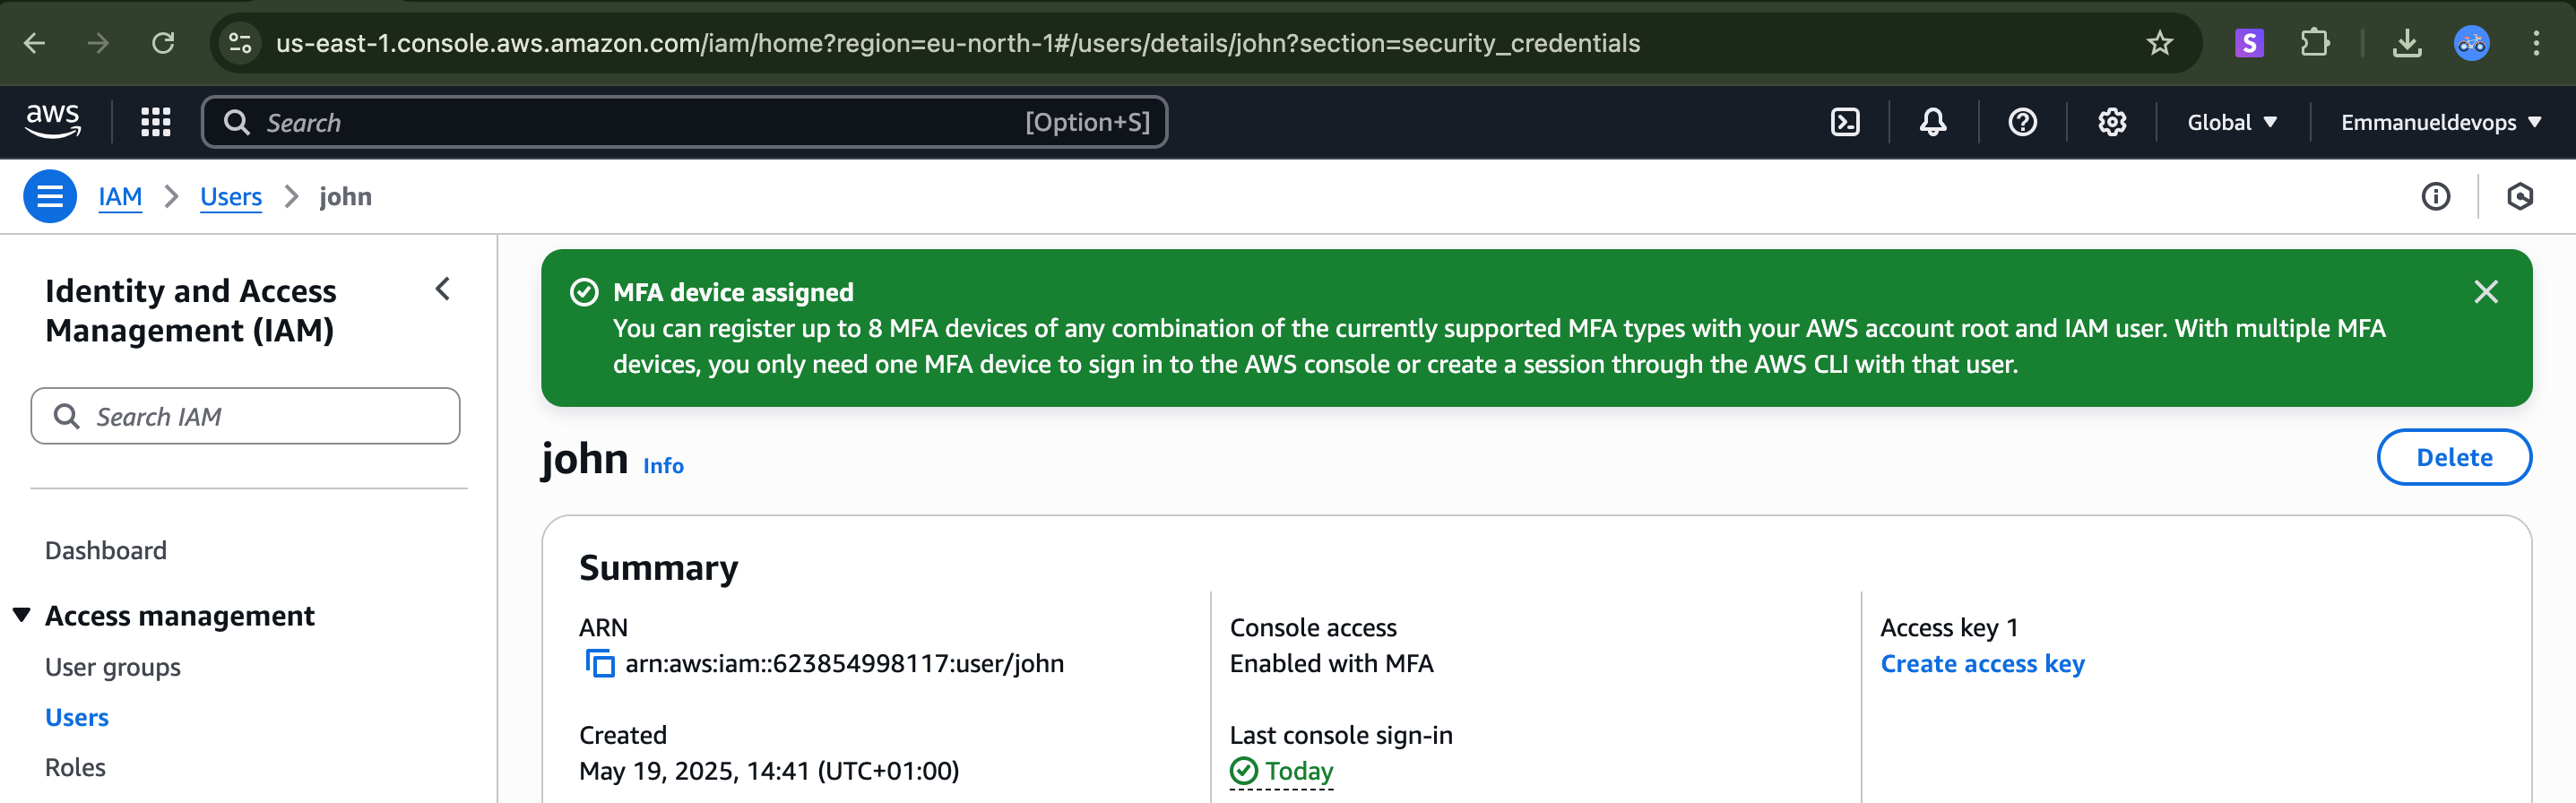 us-east-1.console.aws.amazon.com/iam/home?region=eu-north-1#/users/details/john?section=security_credentials
S
aws
Search
[Option+S]
Global
Emmanueldevops
IAM
Users
john
Identity and Access
Management (IAM)
Search IAM
Dashboard
Access management
User groups
Users
Roles
MFA device assigned
You can register up to 8 MFA devices of any combination of the currently supported MFA types with your AWS account root and IAM user. With multiple MFA
devices, you only need one MFA device to sign in to the AWS console or create a session through the AWS CLI with that user.
john Info
Delete
Summary
ARN
arn:aws:iam::623854998117:user/john
Created
May 19, 2025, 14:41 (UTC+01:00)
Console access
Enabled with MFA
Last console sign-in
Today
Access key 1
Create access key